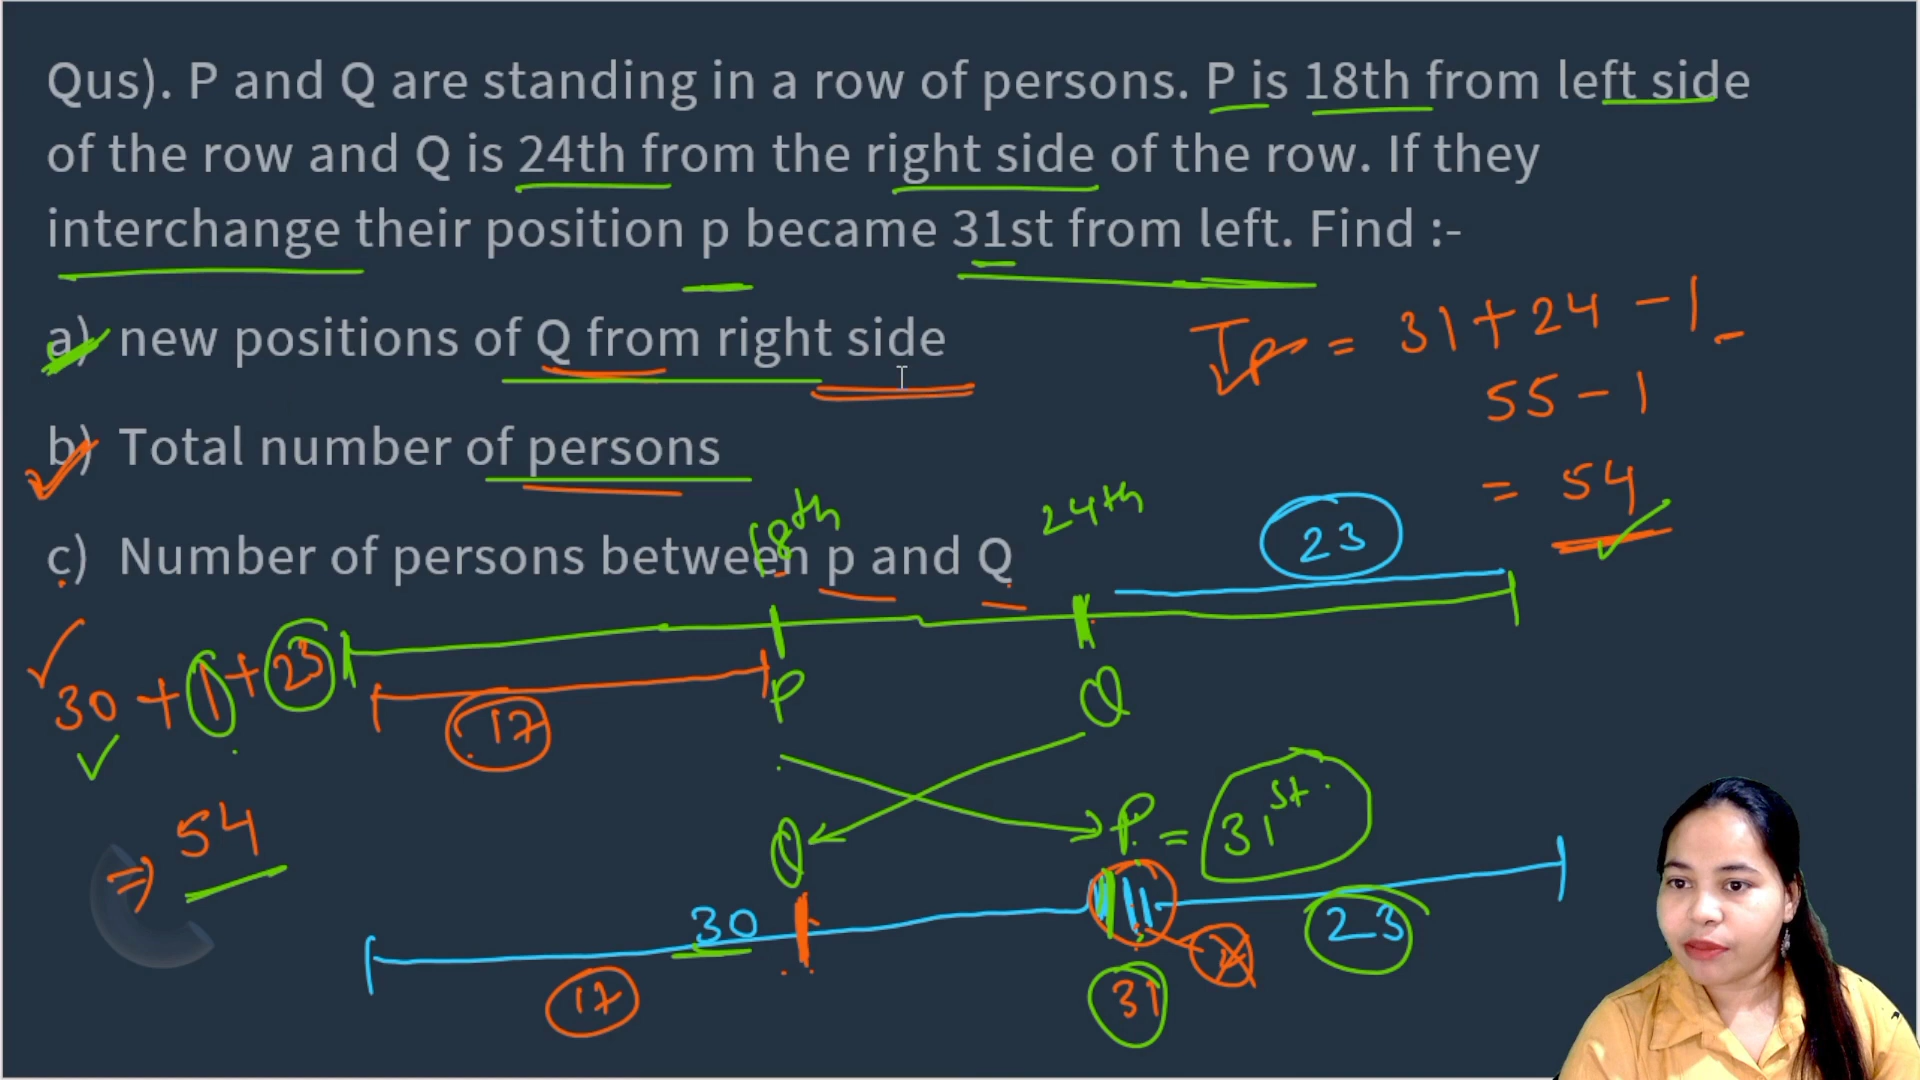 Qus). P and Q are standing in a row of persons. P is 18th from left side
of the row and Q is 24th from the right side of the row. If they
interchange their position p became 31st from left. Find :-
a) new positions of Q from right side
b) Total number of persons
c) Number of persons between p and Q
= 31 + 24 - 1
55 - 1
= 54
18th
24th
23
30 + 1 + 23
17
P
Q
⇒ 54
Q
P = 31st
30
23
17
31